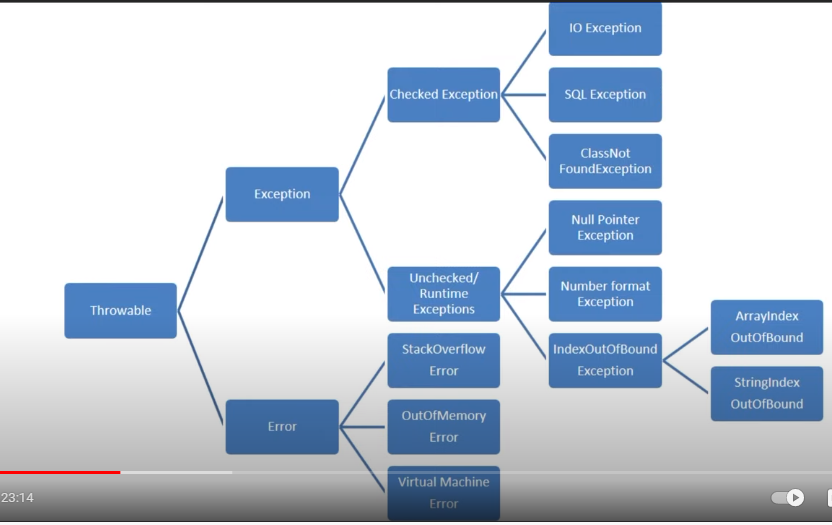 IO Exception
Checked Exception
SQL Exception
ClassNot
FoundException
Exception
Null Pointer
Exception
Unchecked/
Runtime
Exceptions
Number format
Exception
Throwable
ArrayIndex
OutOfBound
StackOverflow
Error
IndexOutOfBound
Exception
StringIndex
OutOfBound
Error
OutOfMemory
Error
Virtual Machine
Error
23:14